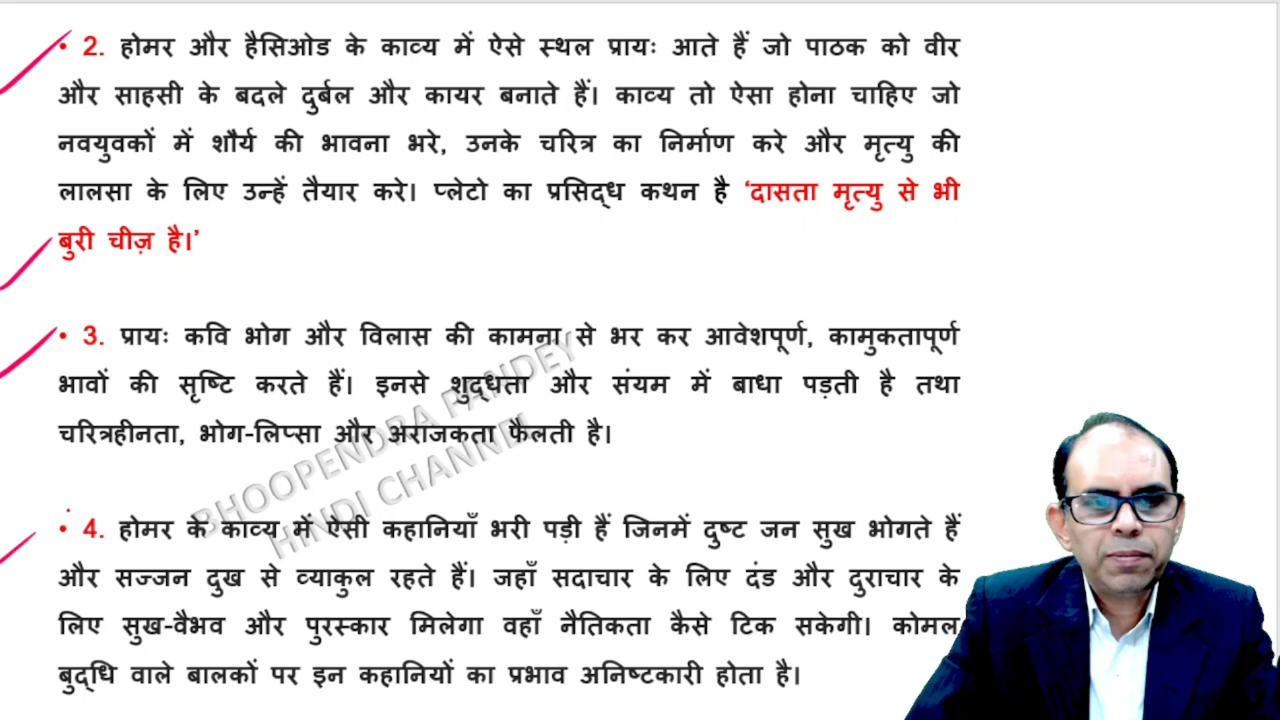 • 2. होमर और हैसिओड के काव्य में ऐसे स्थल प्रायः आते हैं जो पाठक को वीर
और साहसी के बदले दुर्बल और कायर बनाते हैं। काव्य तो ऐसा होना चाहिए जो
नवयुवकों में शौर्य की भावना भरे, उनके चरित्र का निर्माण करे और मृत्यु की
लालसा के लिए उन्हें तैयार करे। प्लेटो का प्रसिद्ध कथन है ‘दासता मृत्यु से भी
बुरी चीज़ है।’
• 3. प्रायः कवि भोग और विलास की कामना से भर कर आवेशपूर्ण, कामुकतापूर्ण
भावों की सृष्टि करते हैं। इनसे शुद्धता और संयम में बाधा पड़ती है तथा
चरित्रहीनता, भोग-लिप्सा और अराजकता फैलती है।
• 4. होमर के काव्य में ऐसी कहानियाँ भरी पड़ी हैं जिनमें दुष्ट जन सुख भोगते हैं
और सज्जन दुख से व्याकुल रहते हैं। जहाँ सदाचार के लिए दंड और दुराचार के
लिए सुख-वैभव और पुरस्कार मिलेगा वहाँ नैतिकता कैसे टिक सकेगी। कोमल
बुद्धि वाले बालकों पर इन कहानियों का प्रभाव अनिष्टकारी होता है।
BHOOPENDRA PANDEY
HINDI CHANNEL